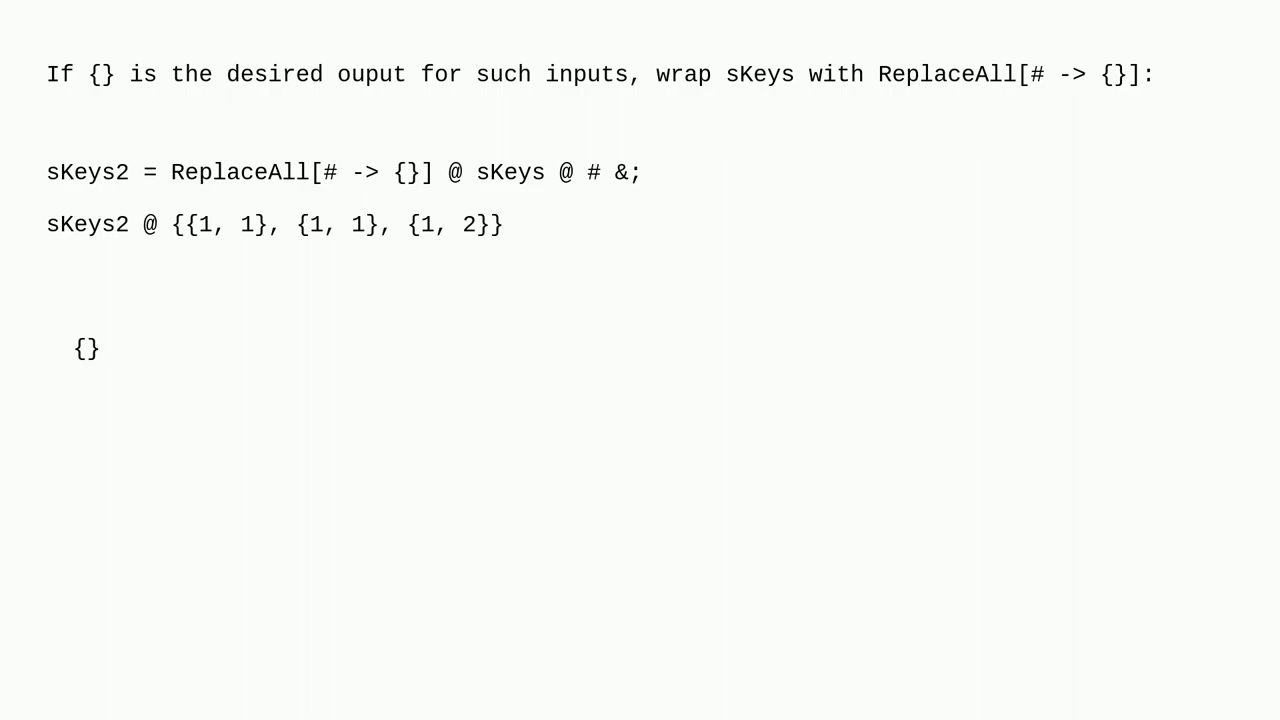 If {} is the desired ouput for such inputs, wrap sKeys with ReplaceAll[# -> {}]:
sKeys2 = ReplaceAll[# -> {}] @ sKeys @ # &;
sKeys2 @ {{1, 1}, {1, 1}, {1, 2}}
{}